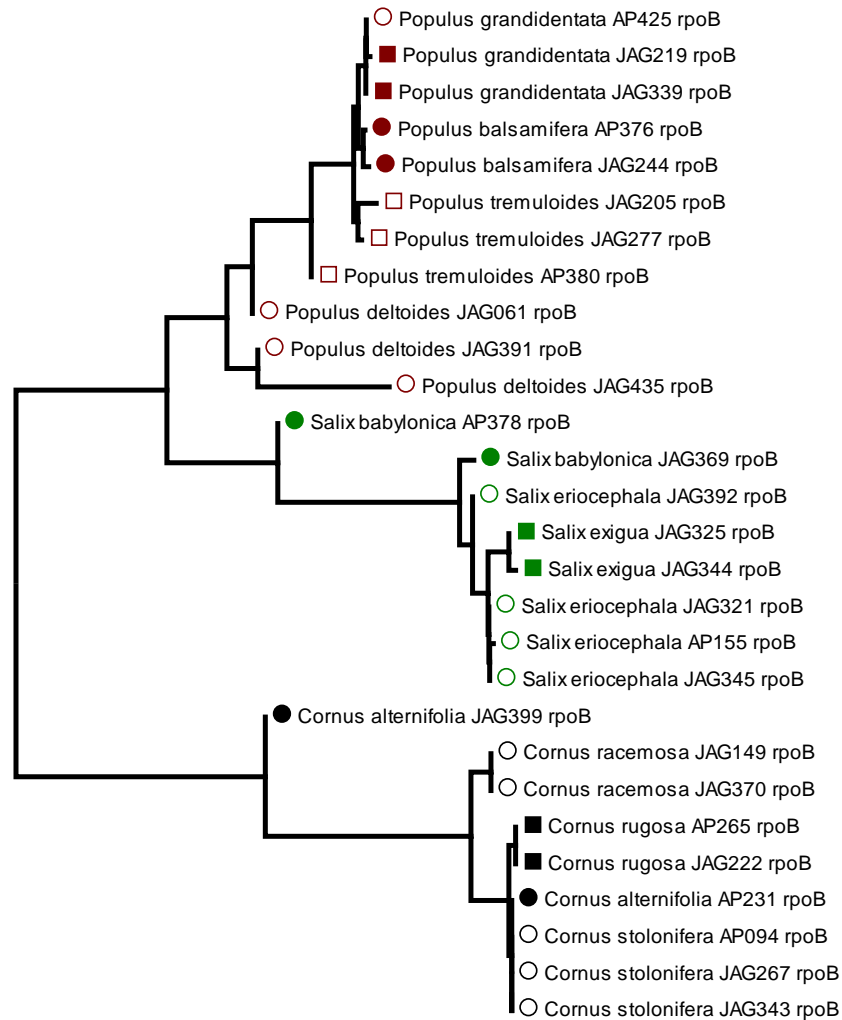 Populus grandidentata AP425 rpoB
Populus grandidentata JAG219 rpoB
Populus grandidentata JAG339 rpoB
Populus balsamifera AP376 rpoB
Populus balsamifera JAG244 rpoB
Populus tremuloides JAG205 rpoB
Populus tremuloides JAG277 rpoB
Populus tremuloides AP380 rpoB
Populus deltoides JAG061 rpoB
Populus deltoides JAG391 rpoB
Populus deltoides JAG435 rpoB
Salix babylonica AP378 rpoB
Salix babylonica JAG369 rpoB
Salix eriocephala JAG392 rpoB
Salix exigua JAG325 rpoB
Salix exigua JAG344 rpoB
Salix eriocephala JAG321 rpoB
Salix eriocephala AP155 rpoB
Salix eriocephala JAG345 rpoB
Cornus alternifolia JAG399 rpoB
Cornus racemosa JAG149 rpoB
Cornus racemosa JAG370 rpoB
Cornus rugosa AP265 rpoB
Cornus rugosa JAG222 rpoB
Cornus alternifolia AP231 rpoB
Cornus stolonifera AP094 rpoB
Cornus stolonifera JAG267 rpoB
Cornus stolonifera JAG343 rpoB